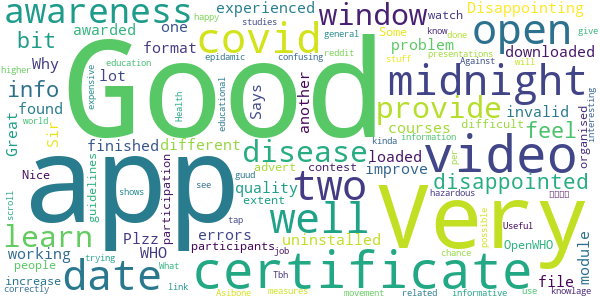 awareness
covid
window
experienced
watch
Disappointing
happy
studies
bit
awarded
one
format
reddit
general
Some
problem
know
done
give
open
downloaded
Why
higher
education
epidamic
confusing
presentations
stuff
Against
will
info
lot
expensive
Good
Says
another
midnight
found
world
Health
educational
provide
invalid
Great
Sir
finished
different
courses
difficult
feel
organised
interesting
information
loaded
improve
kinda
per
app
guidelines
Nice
participation
shows
see
guud
advert
contest
disease
quality
extent
video
Very
two
disappointed
hazardous
learn
Plzz
errors
tap
uninstalled
well
Useful
possible
OpenWHO
module
working
WHO
participants
job
chance
people
date
certificate
file
scroll
trying
increase
correctly
What
link
Tbh
Asibone
measures
movement
related
informative
use
knowlage